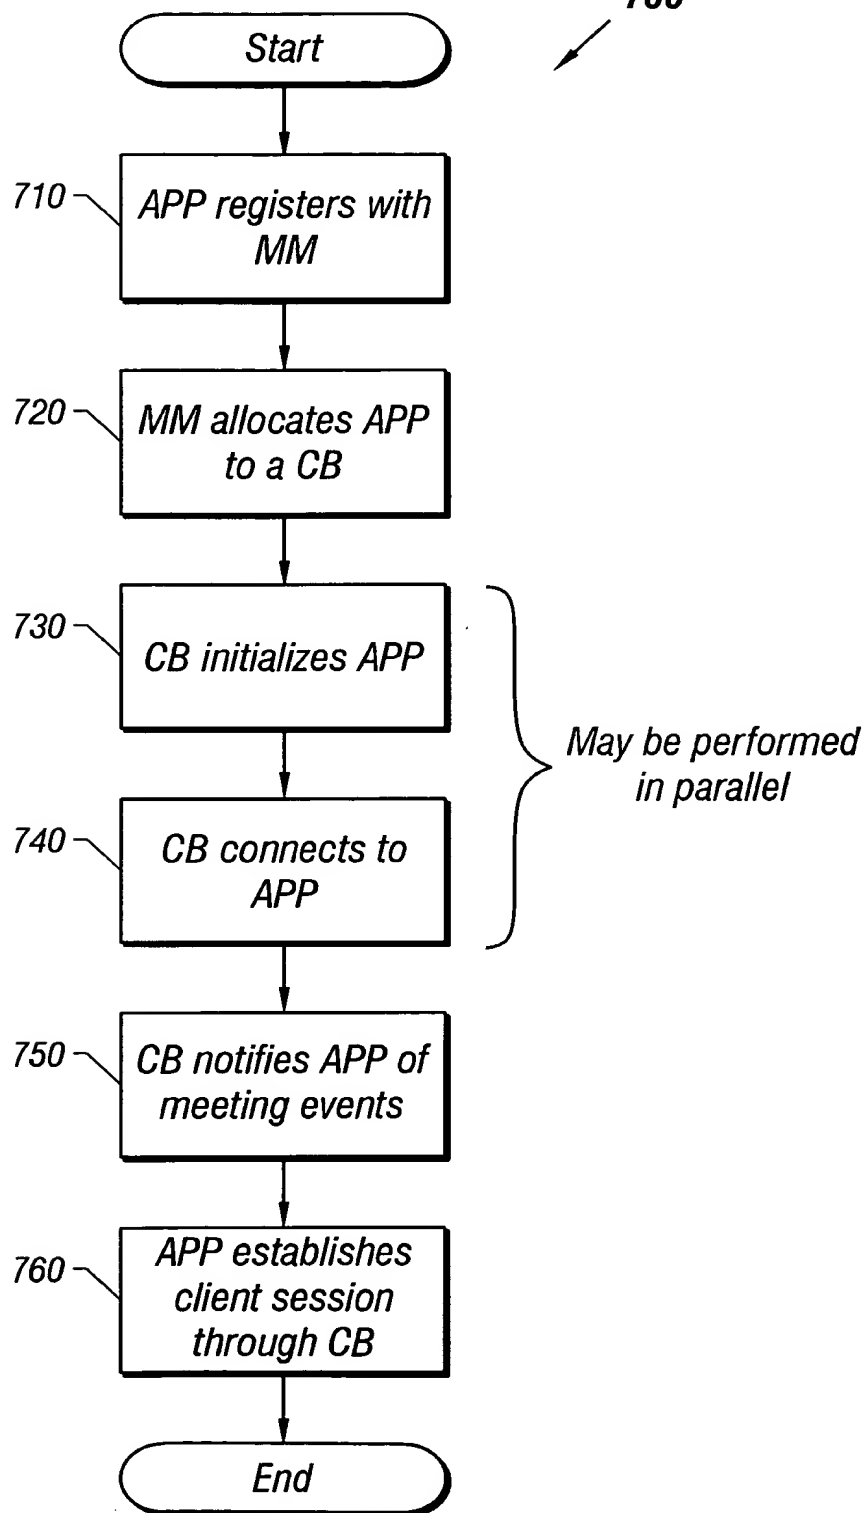 Start
710
APP registers with
MM
720
MM allocates APP
to a CB
730
CB initializes APP
May be performed
in parallel
740
CB connects to
APP
750
CB notifies APP of
meeting events
760
APP establishes
client session
through CB
End